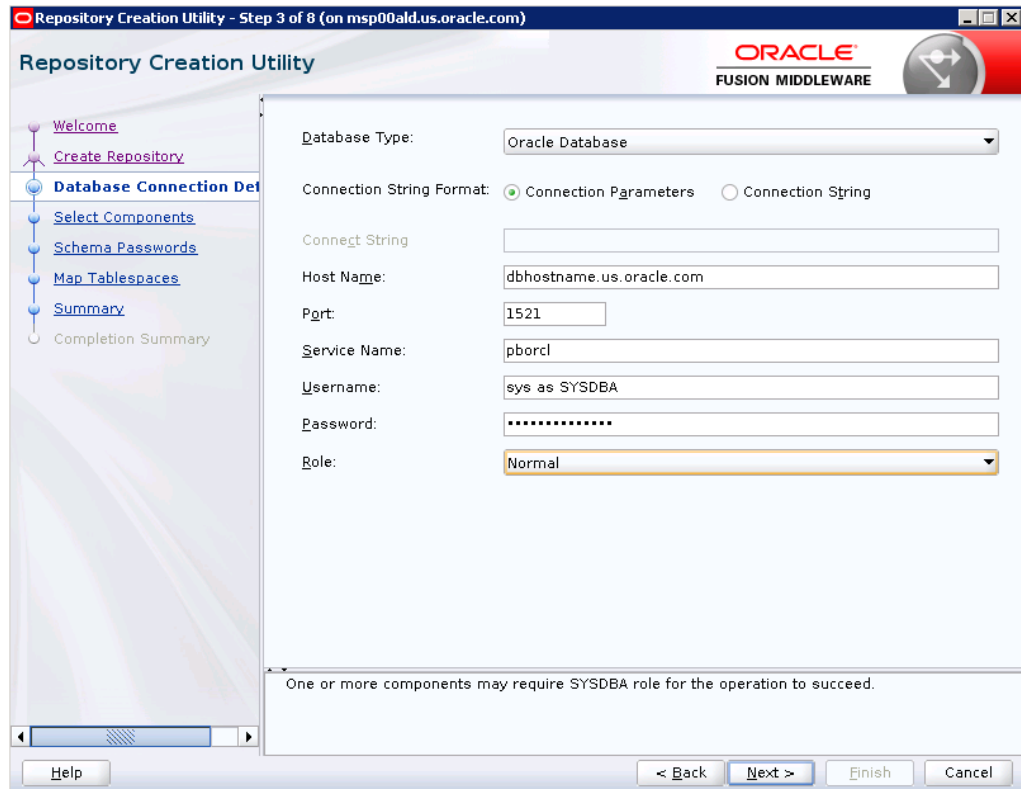 Repository Creation Utility - Step 3 of 8 (on msp00ald.us.oracle.com)
Repository Creation Utility
ORACLE
FUSION MIDDLEWARE
Welcome
Create Repository
Database Connection Det
Select Components
Schema Passwords
Map Tablespaces
Summary
Completion Summary
Database Type: Oracle Database
Connection String Format: Connection Parameters Connection String
Connect String
Host Name: dbhostname.us.oracle.com
Port: 1521
Service Name: pborcl
Username: sys as SYSDBA
Password: ••••••••••••••
Role: Normal
One or more components may require SYSDBA role for the operation to succeed.
Help < Back Next > Finish Cancel